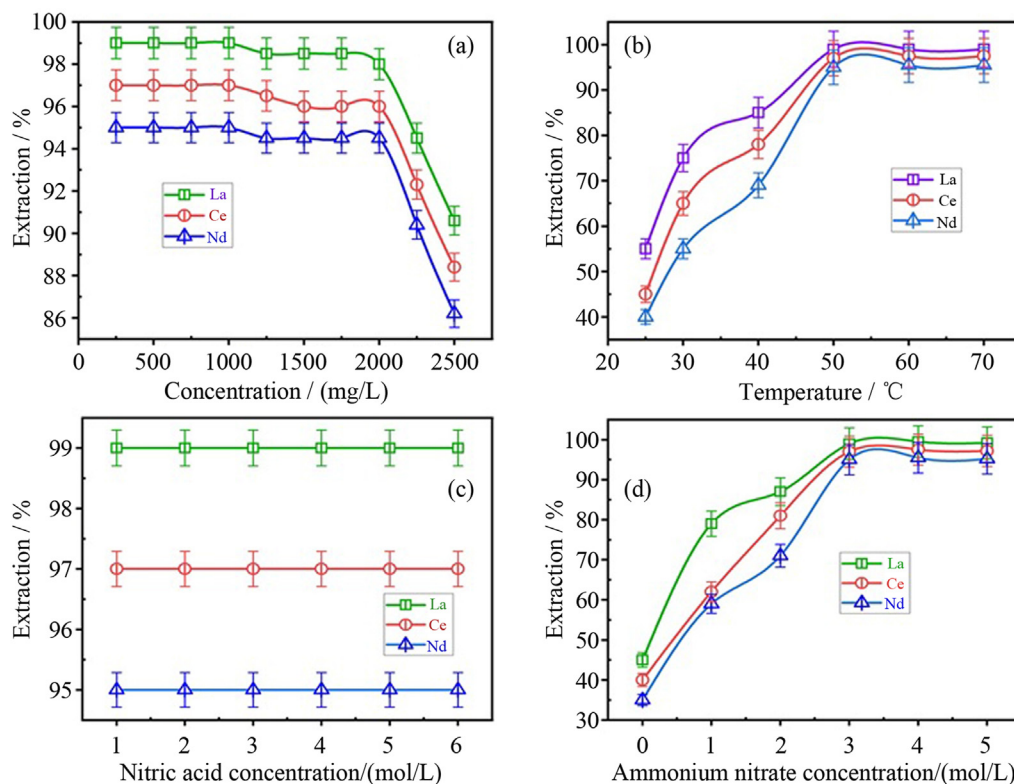 (a)
100
98
96
94
92
90
88
86
Extraction / %
La
Ce
Nd
0 500 1000 1500 2000 2500
Concentration / (mg/L)
(b)
100
90
80
70
60
50
40
Extraction / %
La
Ce
Nd
20 30 40 50 60 70
Temperature / ℃
(c)
99
98
97
96
95
Extraction / %
La
Ce
Nd
1 2 3 4 5 6
Nitric acid concentration/(mol/L)
(d)
100
90
80
70
60
50
40
30
Extraction / %
La
Ce
Nd
0 1 2 3 4 5
Ammonium nitrate concentration/(mol/L)